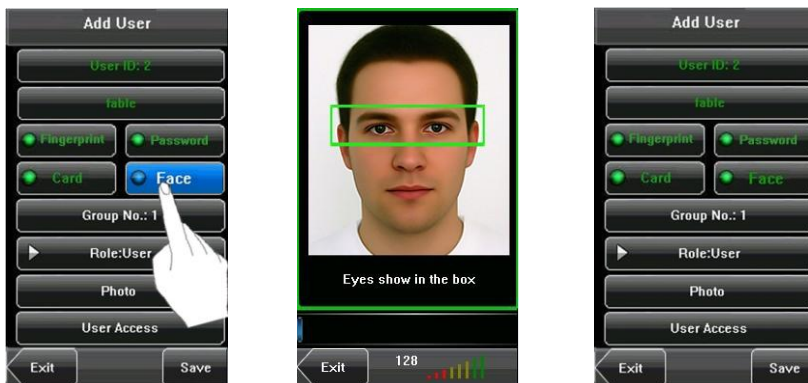 Add User
User ID: 2
fable
Fingerprint
Password
Card
Face
Group No.: 1
Role:User
Photo
User Access
Exit
Save
Eyes show in the box
Exit
128
Add User
User ID: 2
fable
Fingerprint
Password
Card
Face
Group No.: 1
Role:User
Photo
User Access
Exit
Save